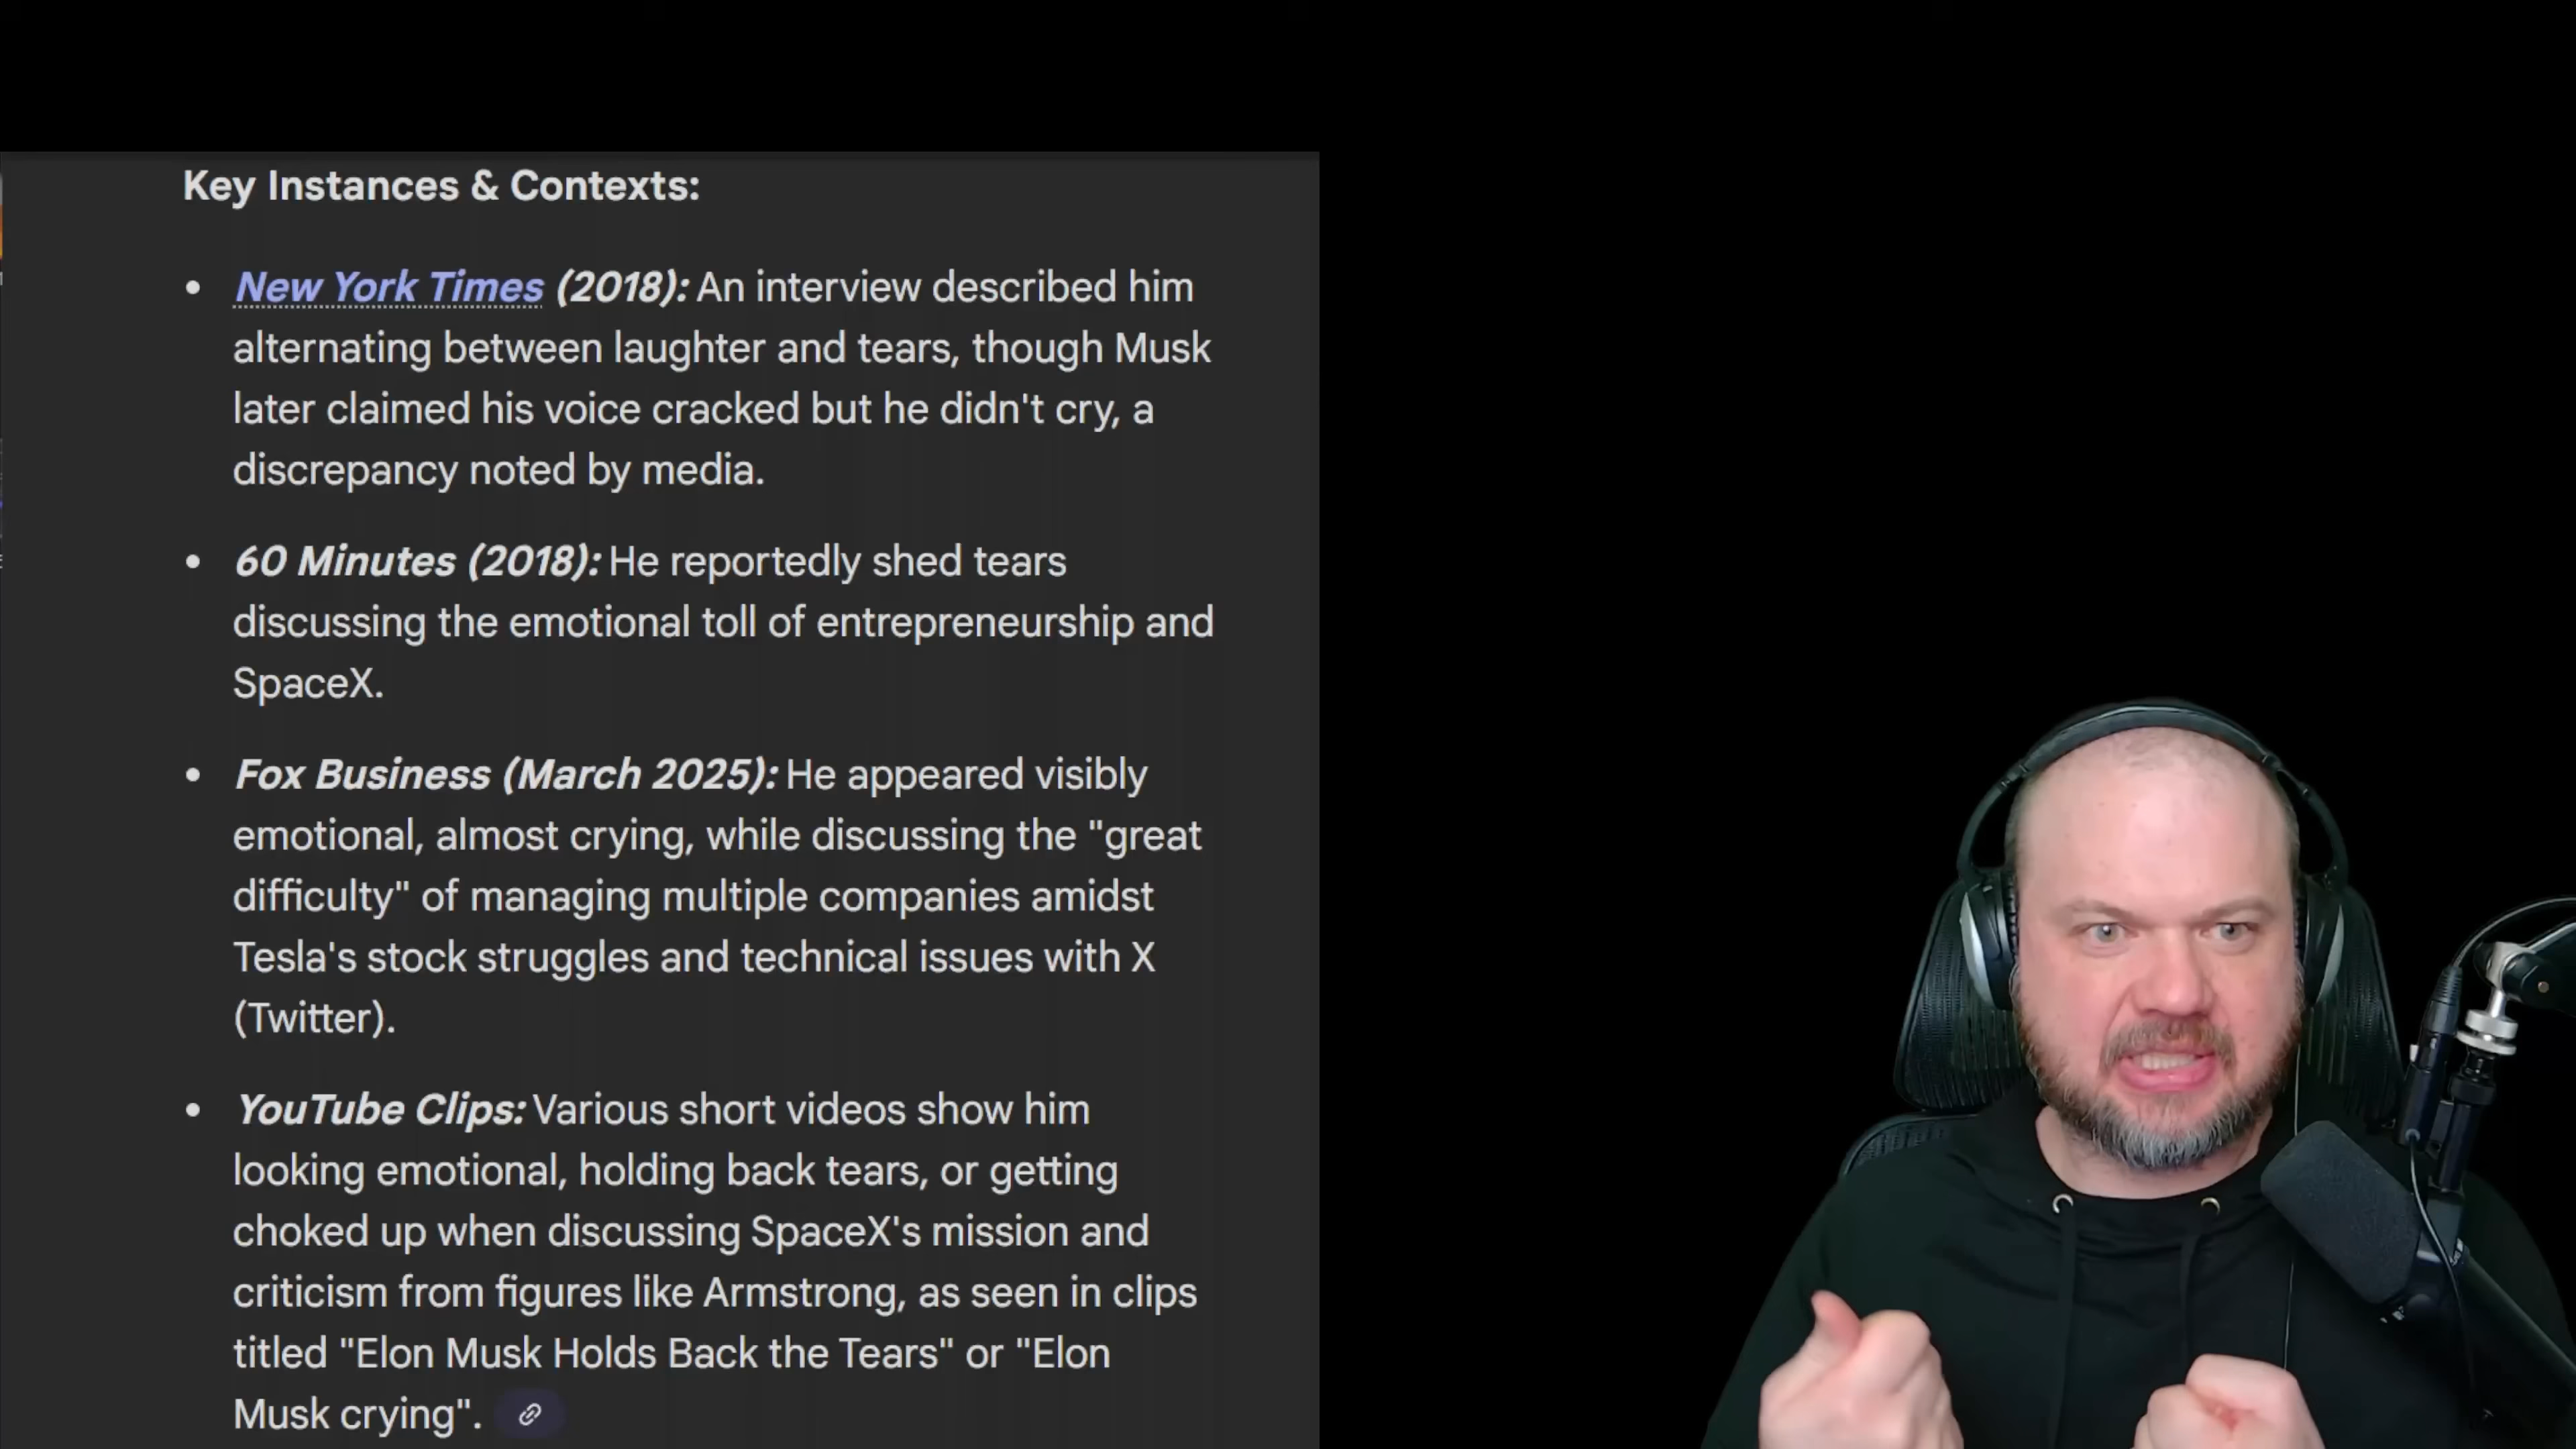 Key Instances & Contexts:
• New York Times (2018): An interview described him
alternating between laughter and tears, though Musk
later claimed his voice cracked but he didn't cry, a
discrepancy noted by media.
• 60 Minutes (2018): He reportedly shed tears
discussing the emotional toll of entrepreneurship and
SpaceX.
• Fox Business (March 2025): He appeared visibly
emotional, almost crying, while discussing the "great
difficulty" of managing multiple companies amidst
Tesla's stock struggles and technical issues with X
(Twitter).
• YouTube Clips: Various short videos show him
looking emotional, holding back tears, or getting
choked up when discussing SpaceX's mission and
criticism from figures like Armstrong, as seen in clips
titled "Elon Musk Holds Back the Tears" or "Elon
Musk crying".